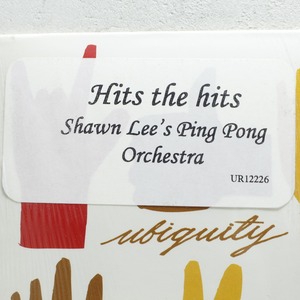 Hits the hits
Shawn Lee's Ping Pong
Orchestra
UR12226
ubiquity